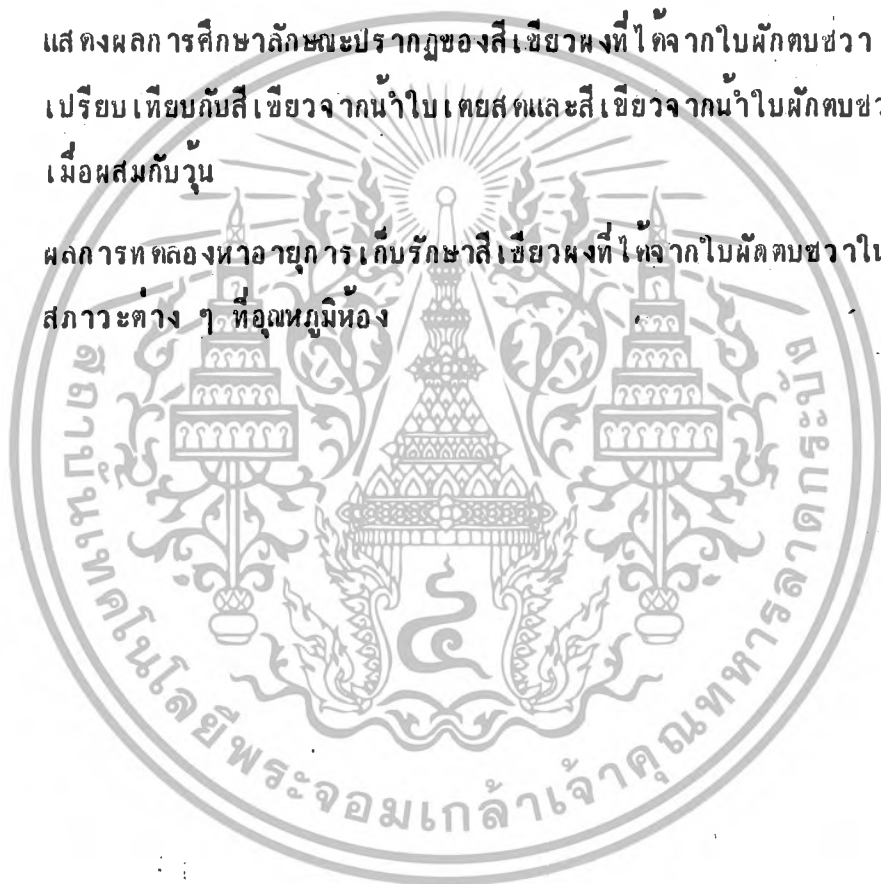 แสดงผลการศึกษาลักษณะปรากฏของสีเขียวผงที่ได้จากใบผักตบชวา
เปรียบเทียบกับสีเขียวจากน้ำใบเตยสดและสีเขียวจากน้ำใบผักตบชว
เมื่อผสมกับวุ้น
ผลการทดลองหาอายุการเก็บรักษาสีเขียวผงที่ได้จากใบผักตบชวาใน
สภาวะต่าง ๆ ที่อุณหภูมิห้อง
สถาบันเทคโนโลยีพระจอมเกล้าเจ้าคุณทหารลาดกระบัง
๔